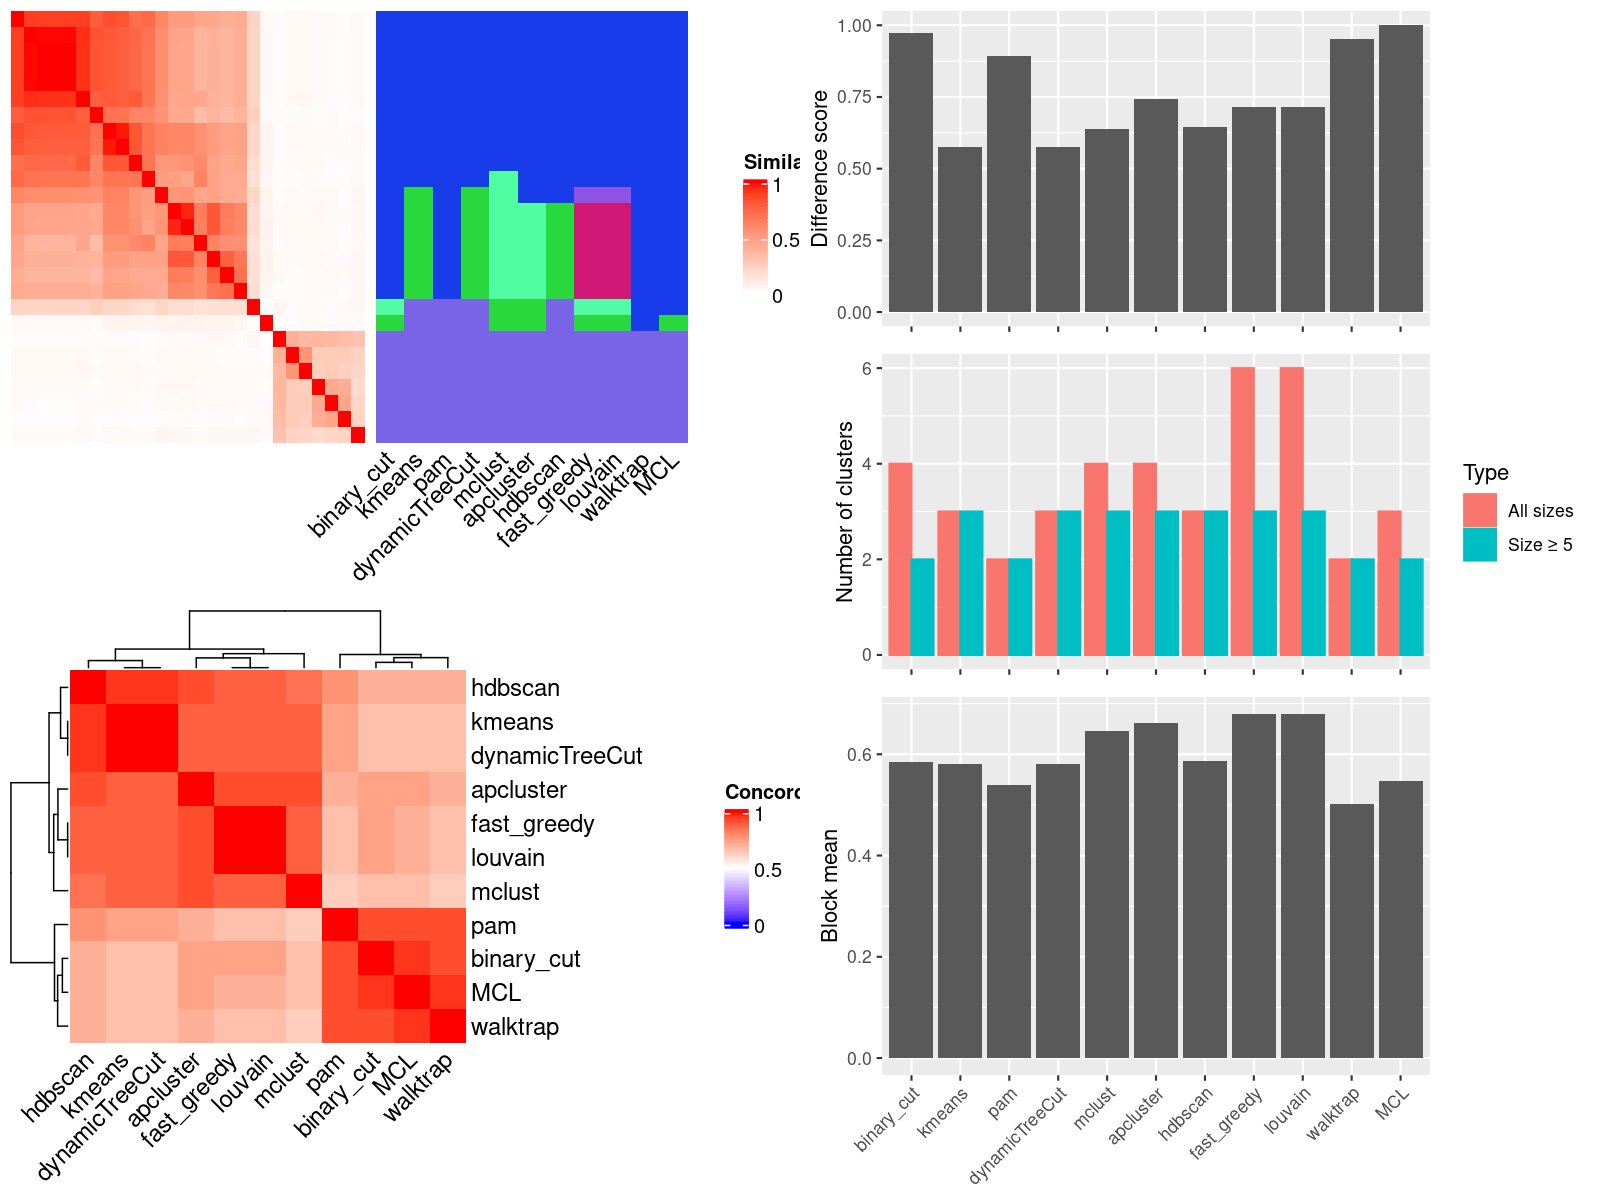 Simila
1
0.5
0
binary_cut
kmeans
pam
dynamicTreeCut
mclust
apcluster
hdbscan
fast_greedy
louvain
walktrap
MCL
hdbscan
kmeans
dynamicTreeCut
apcluster
fast_greedy
louvain
mclust
pam
binary_cut
MCL
walktrap
Concord
1
0.5
0
hdbscan
kmeans
dynamicTreeCut
apcluster
fast_greedy
louvain
mclust
pam
binary_cut
MCL
walktrap
Difference score
1.00
0.75
0.50
0.25
0.00
Number of clusters
6
4
2
0
Type
All sizes
Size ≥ 5
Block mean
0.6
0.4
0.2
0.0
binary_cut
kmeans
pam
dynamicTreeCut
mclust
apcluster
hdbscan
fast_greedy
louvain
walktrap
MCL